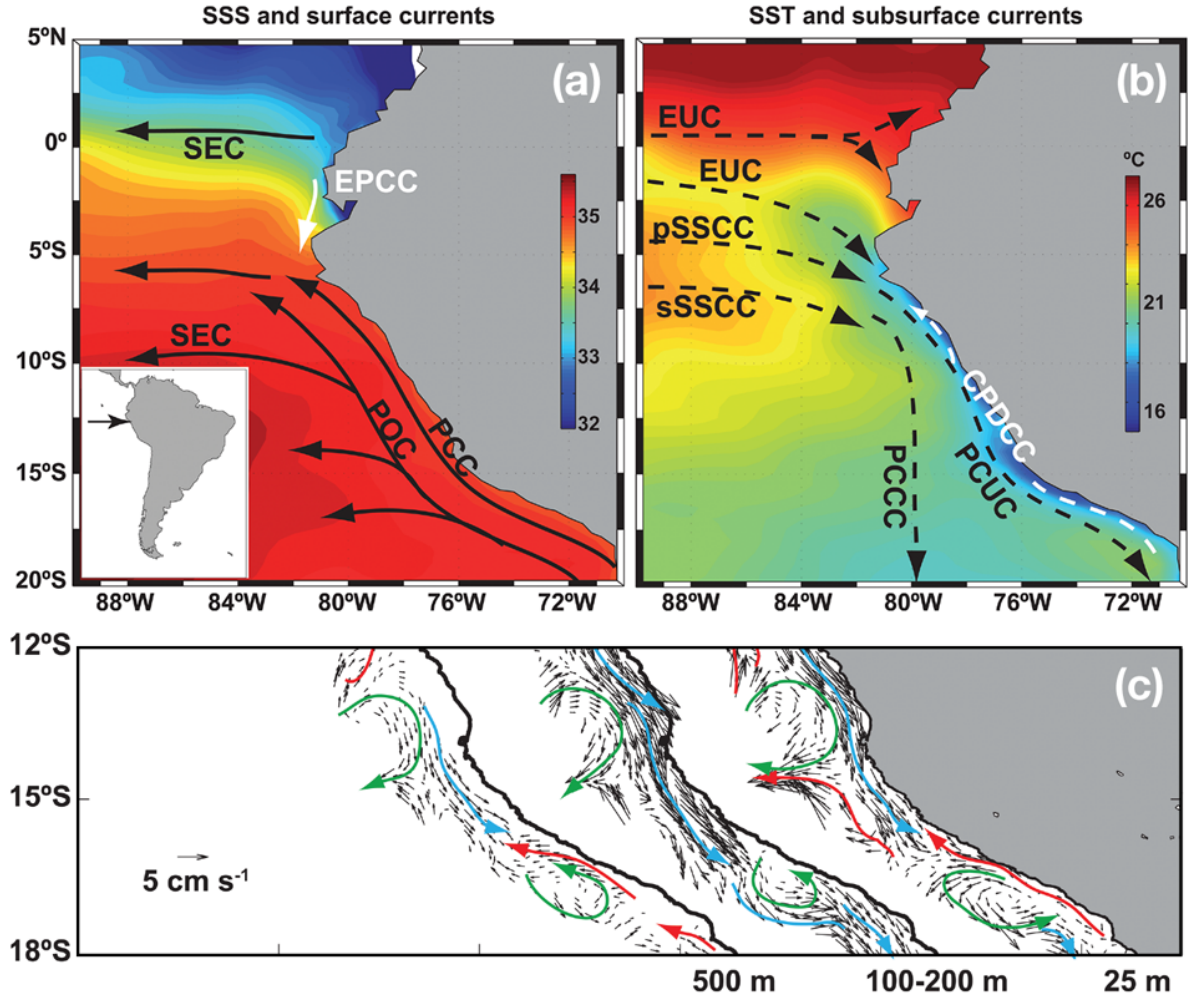 SSS and surface currents
SST and subsurface currents
5ºN
0º
5ºS
10ºS
15ºS
20ºS
(a)
SEC
EPCC
SEC
POC
PCC
35
34
33
32
88ºW
84ºW
80ºW
76ºW
72ºW
(b)
EUC
EUC
pSSCC
sSSCC
CPDCC
PCUC
PCCC
ºC
26
21
16
88ºW
84ºW
80ºW
76ºW
72ºW
12ºS
15ºS
18ºS
(c)
5 cm s⁻¹
500 m
100-200 m
25 m